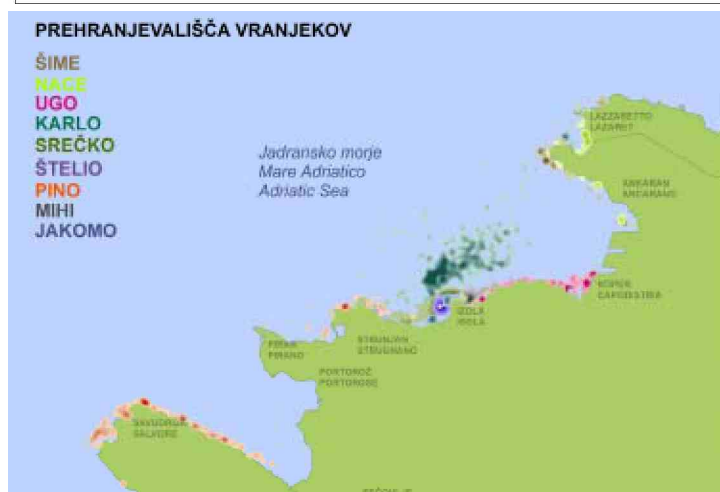 PREHRANJEVALIŠČA VRANJEKOV
ŠIME
NACE
UGO
KARLO
SREČKO
ŠTELIO
PINO
MIHI
JAKOMO
Jadransko morje
Mare Adriatico
Adriatic Sea
LAZZARETTO
LAZARET
ANKARAN
ANCARANO
KOPER
CAPODISTRIA
IZOLA
ISOLA
STRUNJAN
STRUGNANO
PIRAN
PIRANO
PORTOROŽ
PORTOROSE
SAVUDRIJA
SALVORE